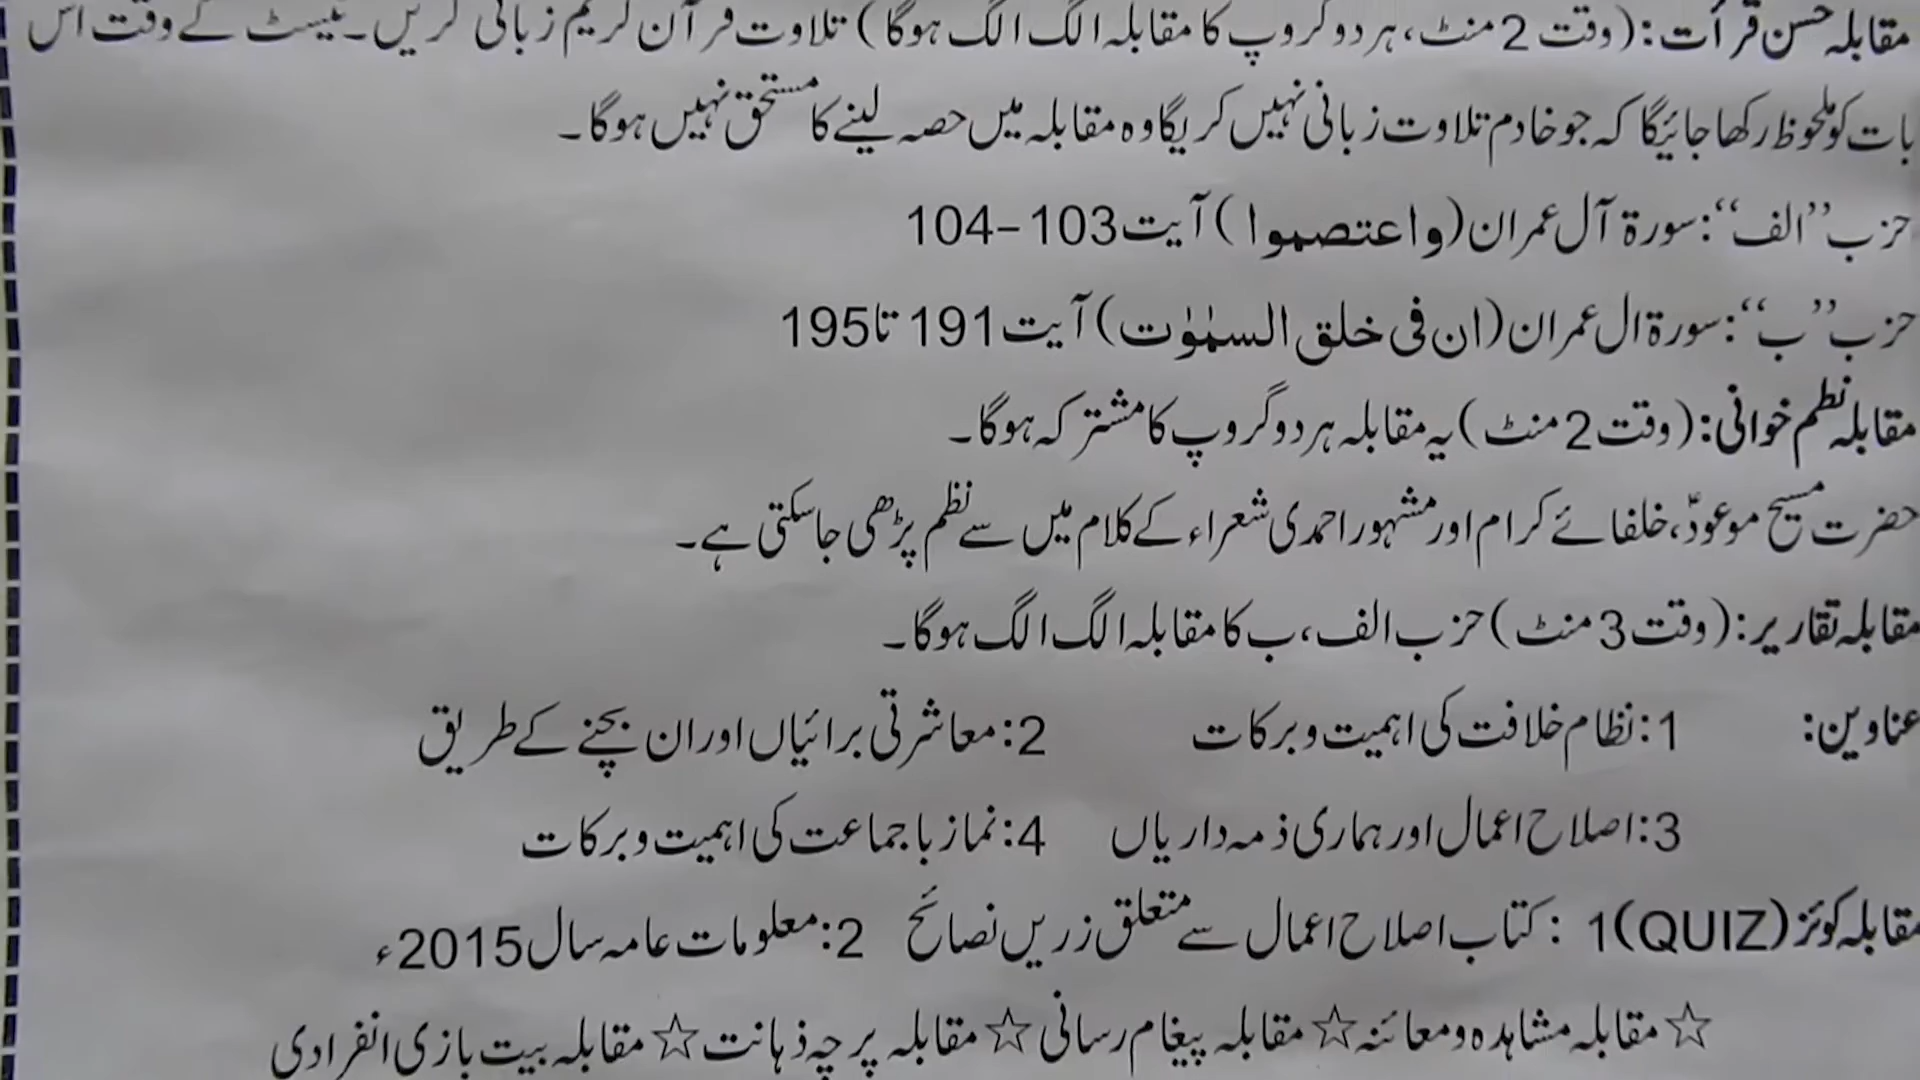 مقابلہ حسن قرأت: (وقت 2 منٹ، ہر دو گروپ کا مقابلہ الگ الگ ہوگا) تلاوت قرآن کریم زبانی کریں۔ ٹیسٹ کے وقت اس
بات کو ملحوظ رکھا جائیگا کہ جو خادم تلاوت زبانی نہیں کریگا وہ مقابلہ میں حصہ لینے کا مستحق نہیں ہوگا۔
حزب ’’الف‘‘: سورۃ آل عمران (واعتصموا) آیت 103-104
حزب ’’ب‘‘: سورۃ ال عمران (ان فی خلق السمٰوٰت) آیت 191 تا 195
مقابلہ نظم خوانی: (وقت 2 منٹ) یہ مقابلہ ہر دو گروپ کا مشترکہ ہوگا۔
حضرت مسیح موعودؑ، خلفائے کرام اور مشہور احمدی شعراء کے کلام میں سے نظم پڑھی جاسکتی ہے۔
مقابلہ تقاریر: (وقت 3 منٹ) حزب الف، ب کا مقابلہ الگ الگ ہوگا۔
عناوین: 1: نظام خلافت کی اہمیت و برکات 2: معاشرتی برائیاں اور ان بچنے کے طریق
3: اصلاح اعمال اور ہماری ذمہ داریاں 4: نماز باجماعت کی اہمیت و برکات
مقابلہ کوئز (QUIZ) 1: کتاب اصلاح اعمال سے متعلق زریں نصائح 2: معلومات عامہ سال 2015ء
☆ مقابلہ مشاہدہ و معائنہ ☆ مقابلہ پیغام رسانی ☆ مقابلہ پرچہ ذہانت ☆ مقابلہ بیت بازی انفرادی